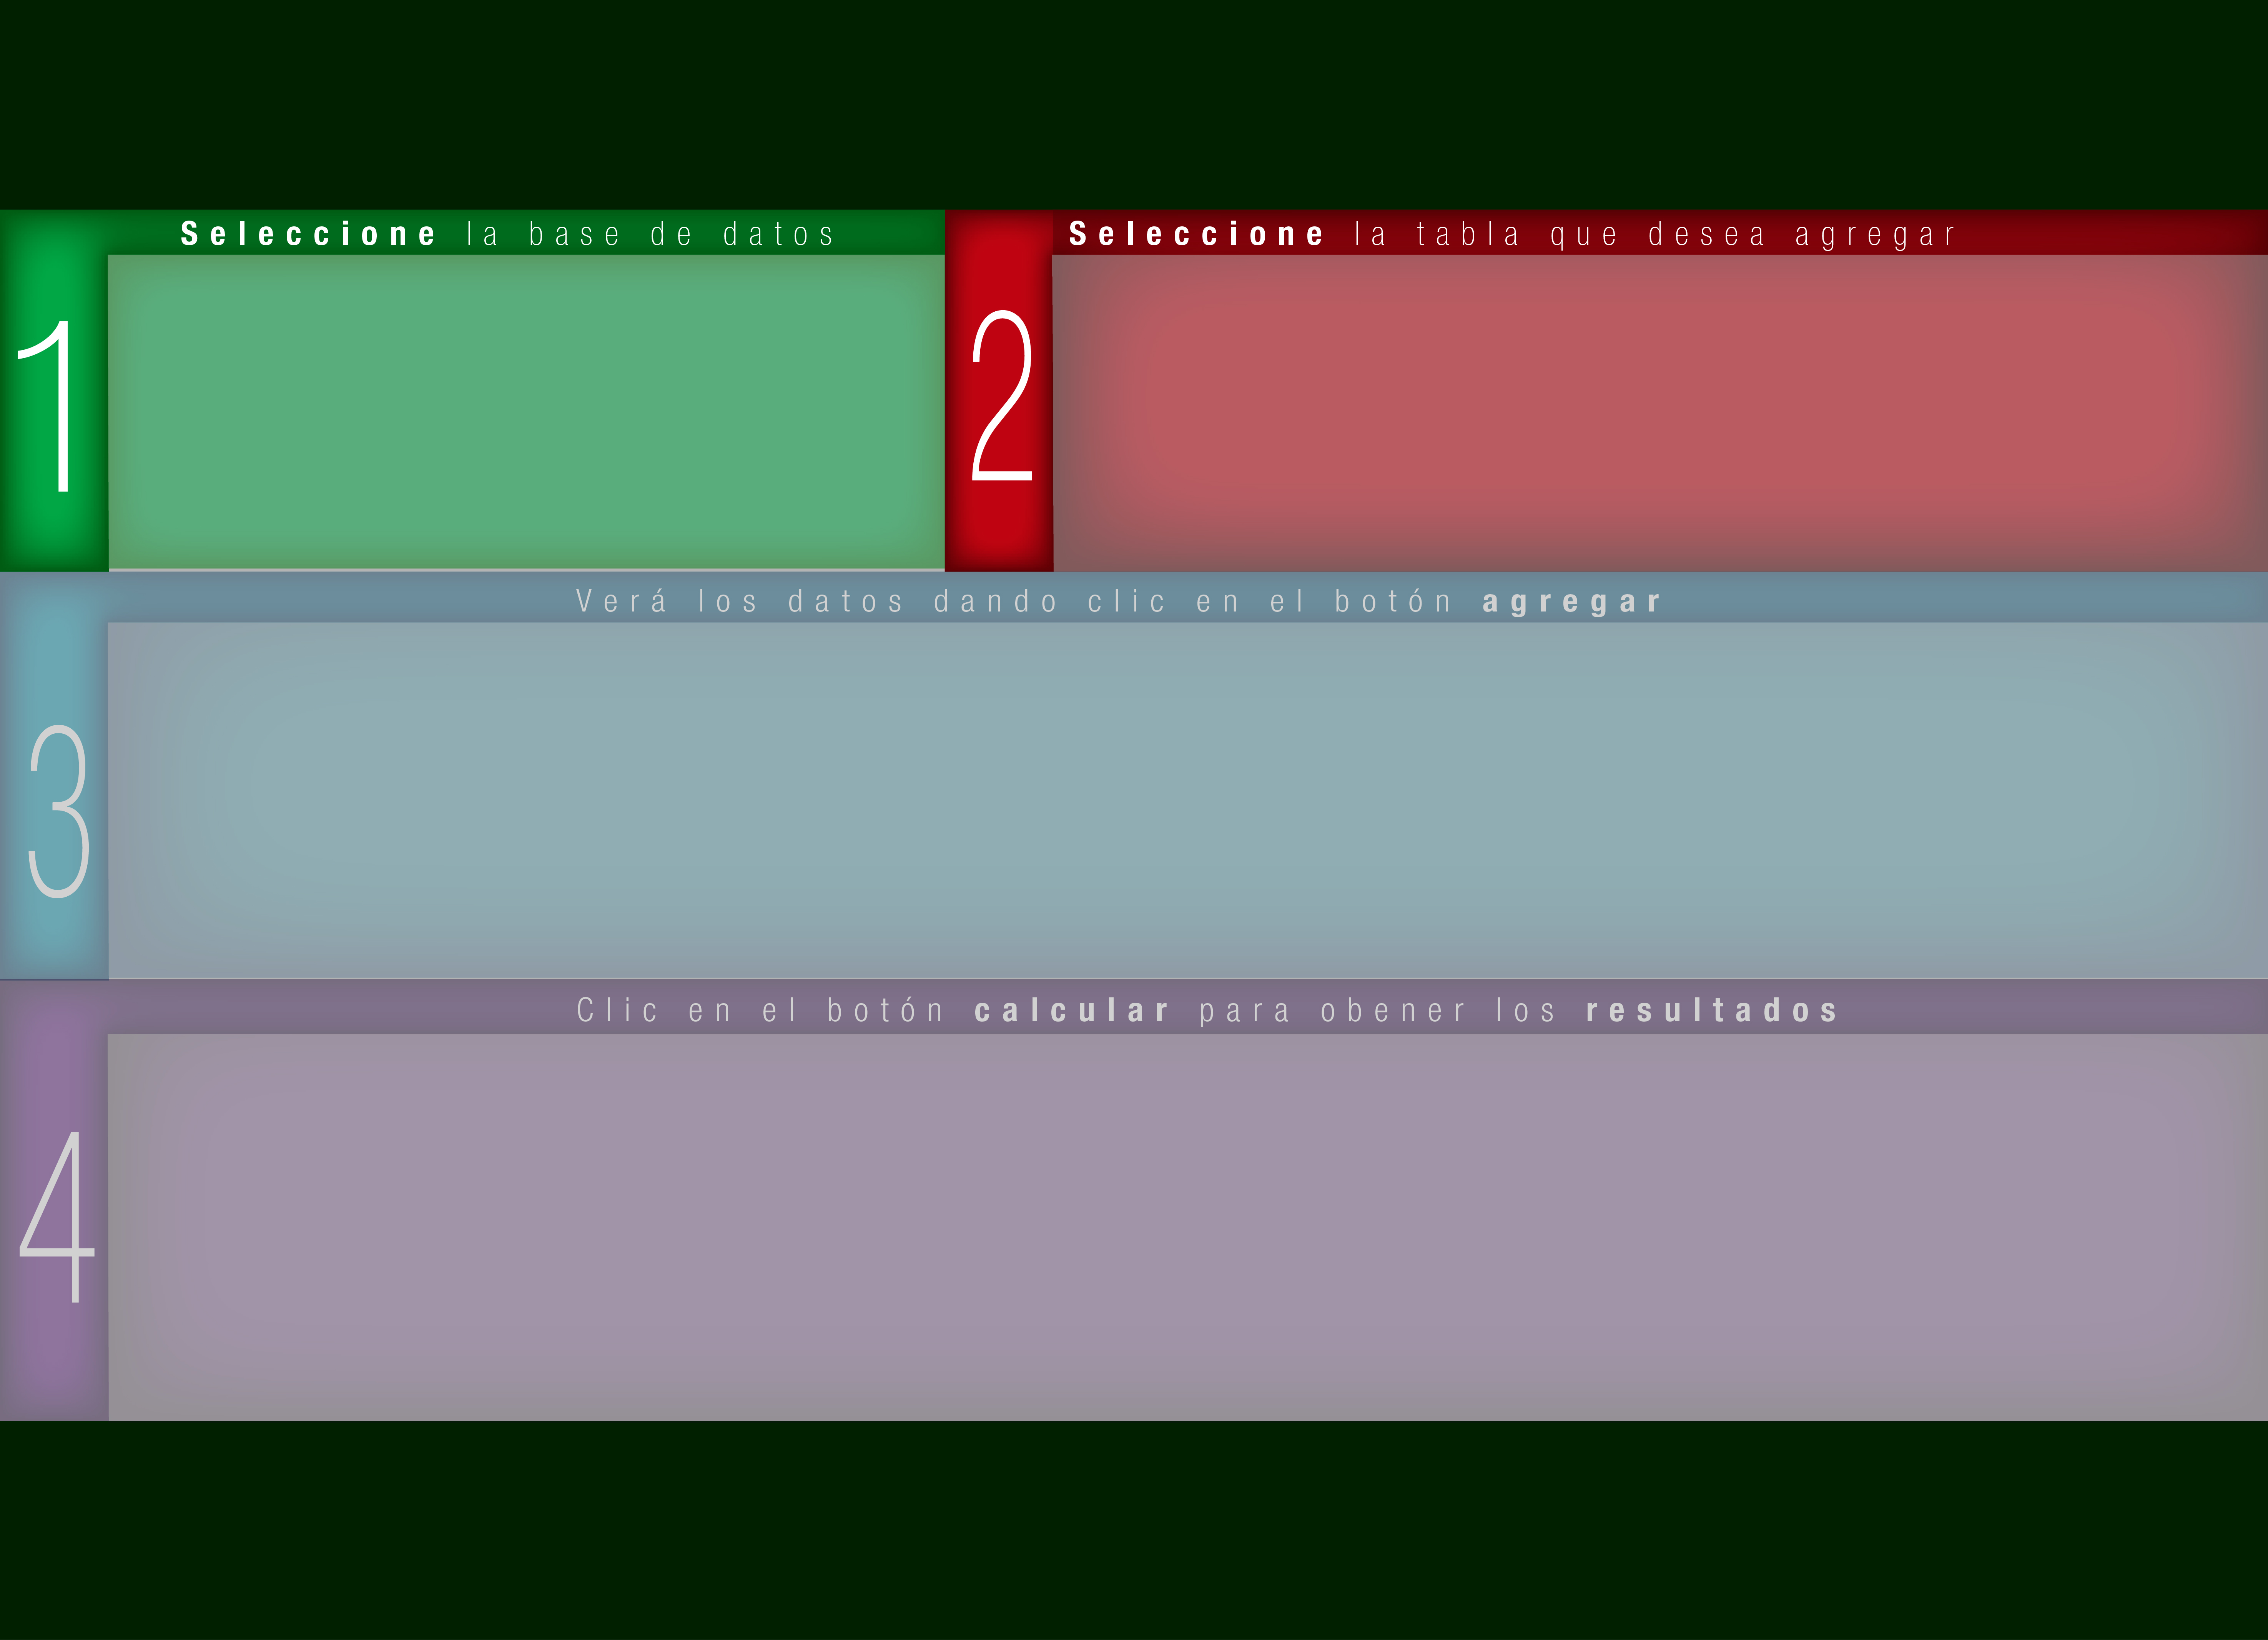 1
Seleccione la base de datos
2
Seleccione la tabla que desea agregar
3
Verá los datos dando clic en el botón agregar
4
Clic en el botón calcular para obener los resultados